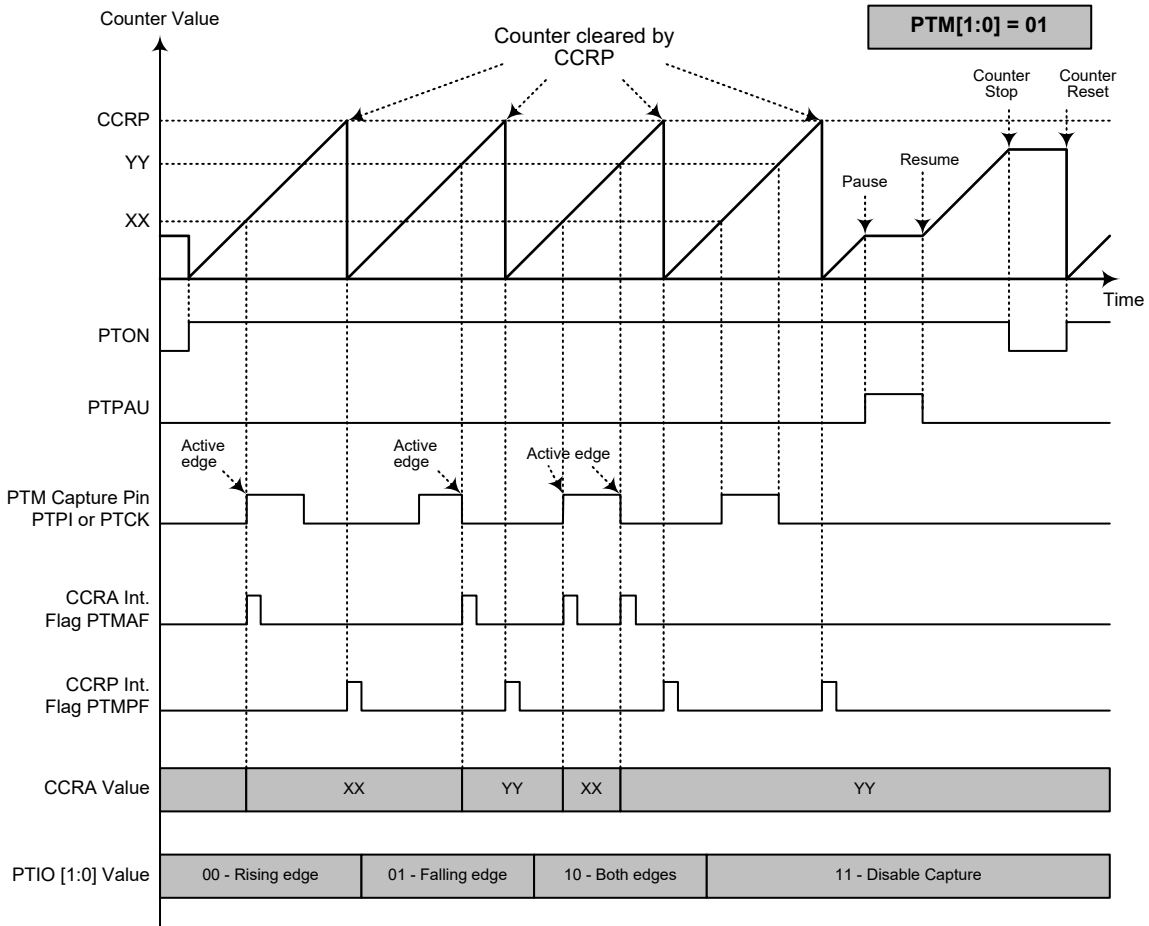 Counter Value
PTM[1:0] = 01
Counter cleared by
CCRP
Counter
Stop
Counter
Reset
CCRP
YY
Resume
Pause
XX
Time
PTON
PTPAU
Active
edge
Active
edge
Active edge
PTM Capture Pin
PTPI or PTCK
CCRA Int.
Flag PTMAF
CCRP Int.
Flag PTMPF
CCRA Value
XX
YY
XX
YY
PTIO [1:0] Value
00 - Rising edge
01 - Falling edge
10 - Both edges
11 - Disable Capture